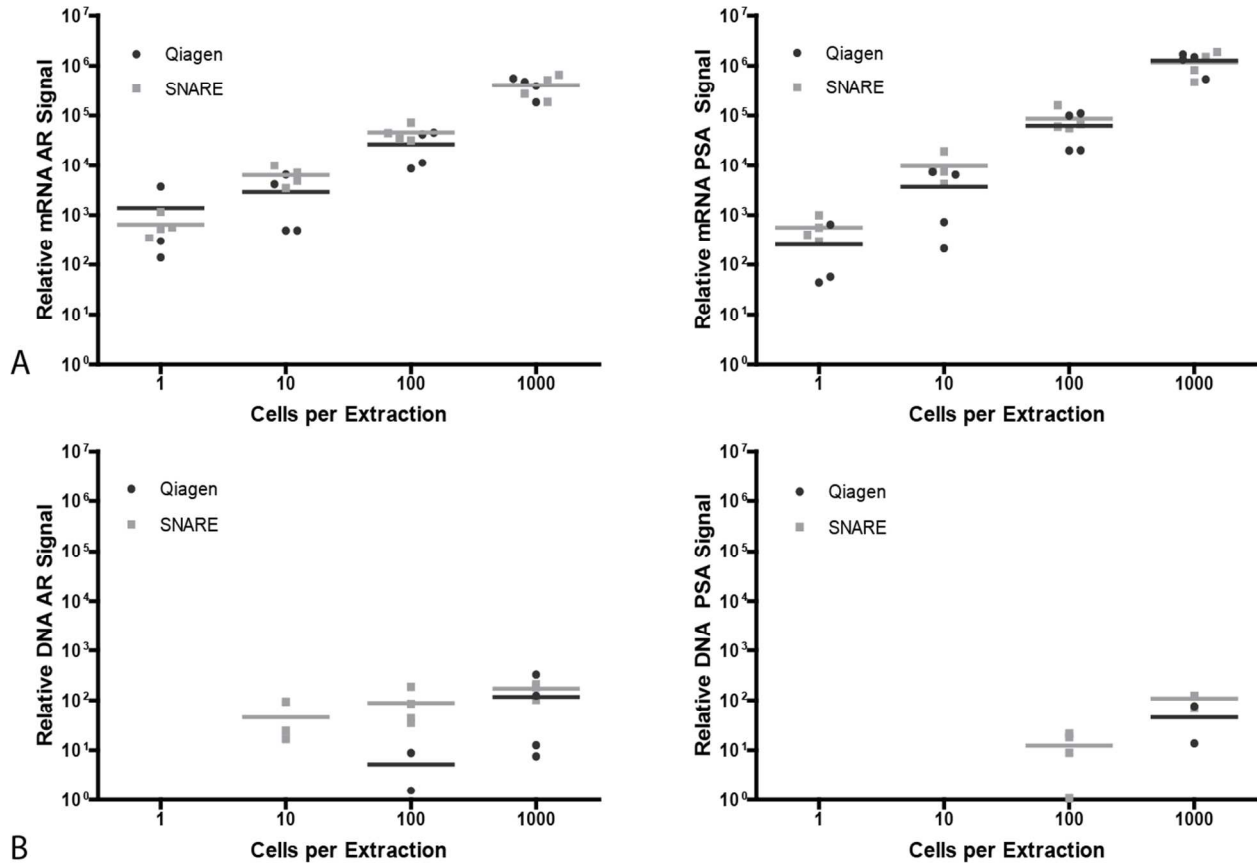 10⁷
10⁶
10⁵
10⁴
10³
10²
10¹
10⁰
Relative mRNA AR Signal
Qiagen
SNARE
1 10 100 1000
Cells per Extraction
10⁷
10⁶
10⁵
10⁴
10³
10²
10¹
10⁰
Relative mRNA PSA Signal
Qiagen
SNARE
1 10 100 1000
Cells per Extraction
A
10⁷
10⁶
10⁵
10⁴
10³
10²
10¹
10⁰
Relative DNA AR Signal
Qiagen
SNARE
1 10 100 1000
Cells per Extraction
10⁷
10⁶
10⁵
10⁴
10³
10²
10¹
10⁰
Relative DNA PSA Signal
Qiagen
SNARE
1 10 100 1000
Cells per Extraction
B